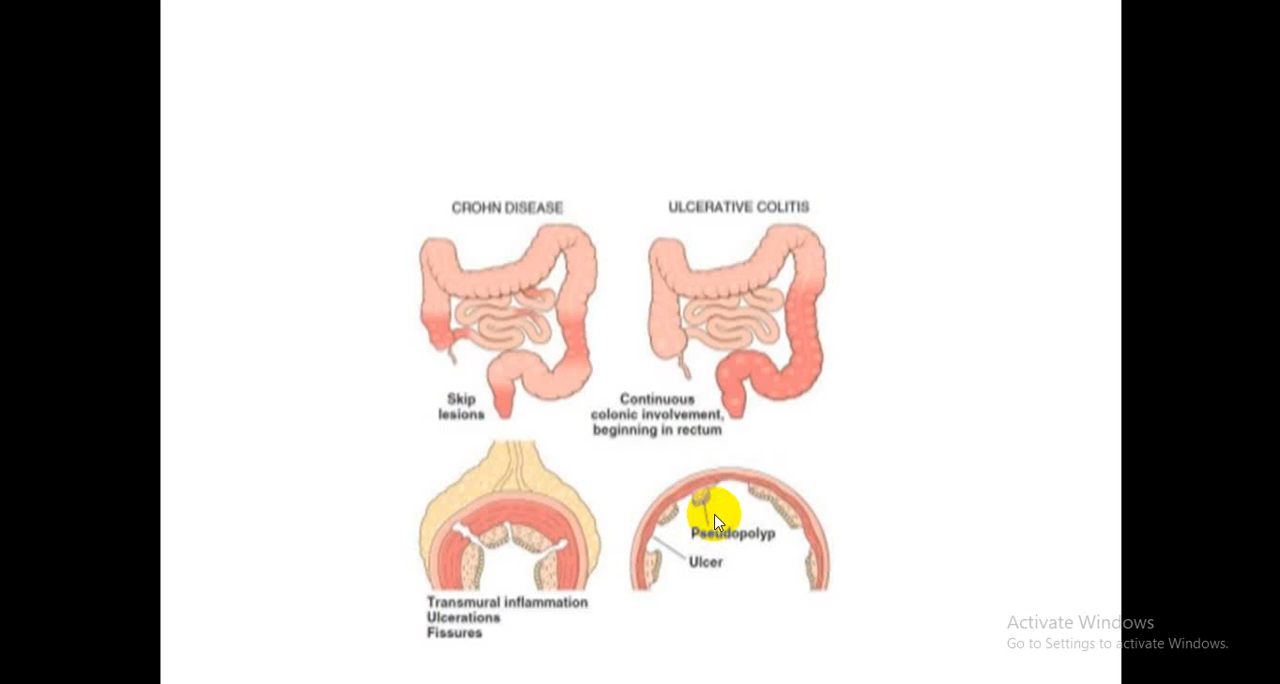 CROHN DISEASE
ULCERATIVE COLITIS
Skip
lesions
Continuous
colonic involvement,
beginning in rectum
Pseudopolyp
Ulcer
Transmural inflammation
Ulcerations
Fissures
Activate Windows
Go to Settings to activate Windows.